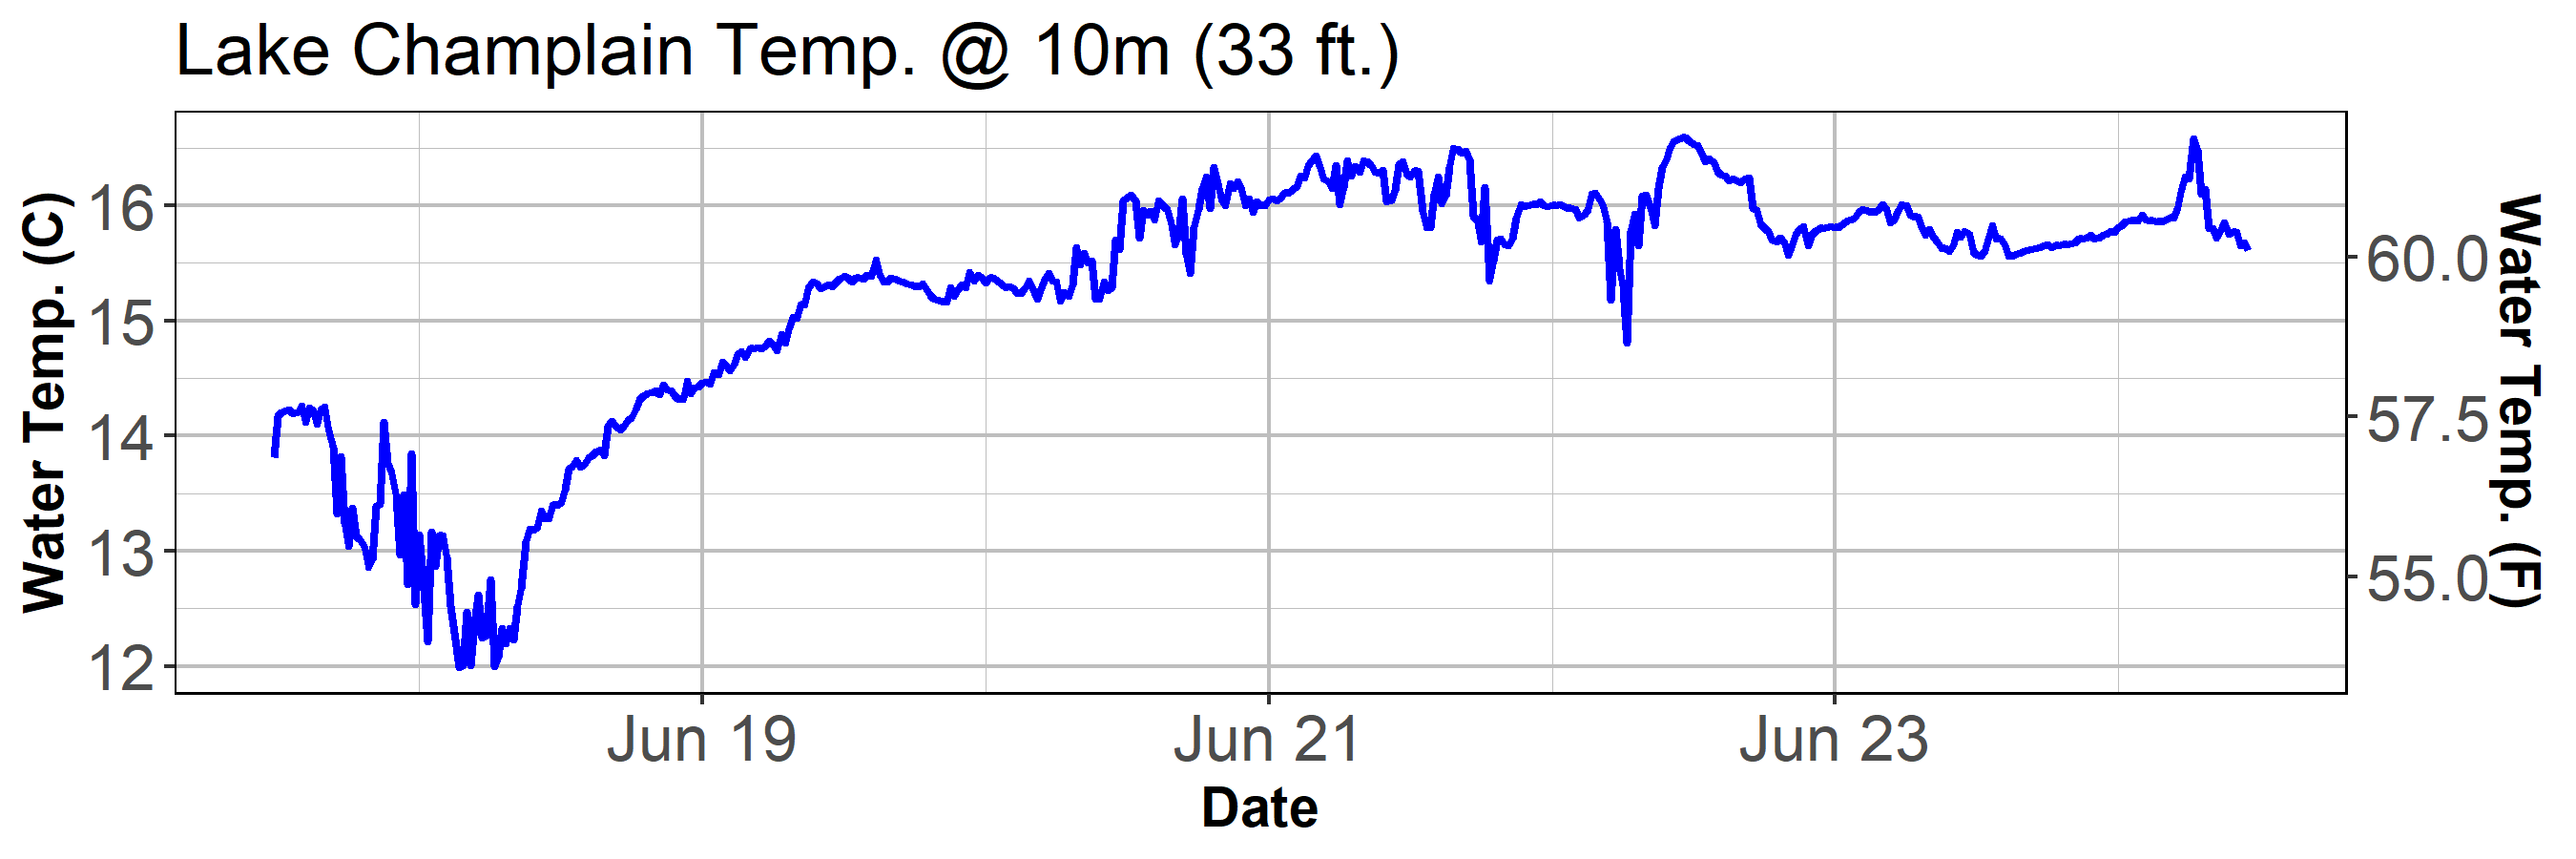 Lake Champlain Temp. @ 10m (33 ft.)
Water Temp. (C)
16
15
14
13
12
60.0
57.5
55.0
Water Temp. (F)
Jun 19
Jun 21
Jun 23
Date